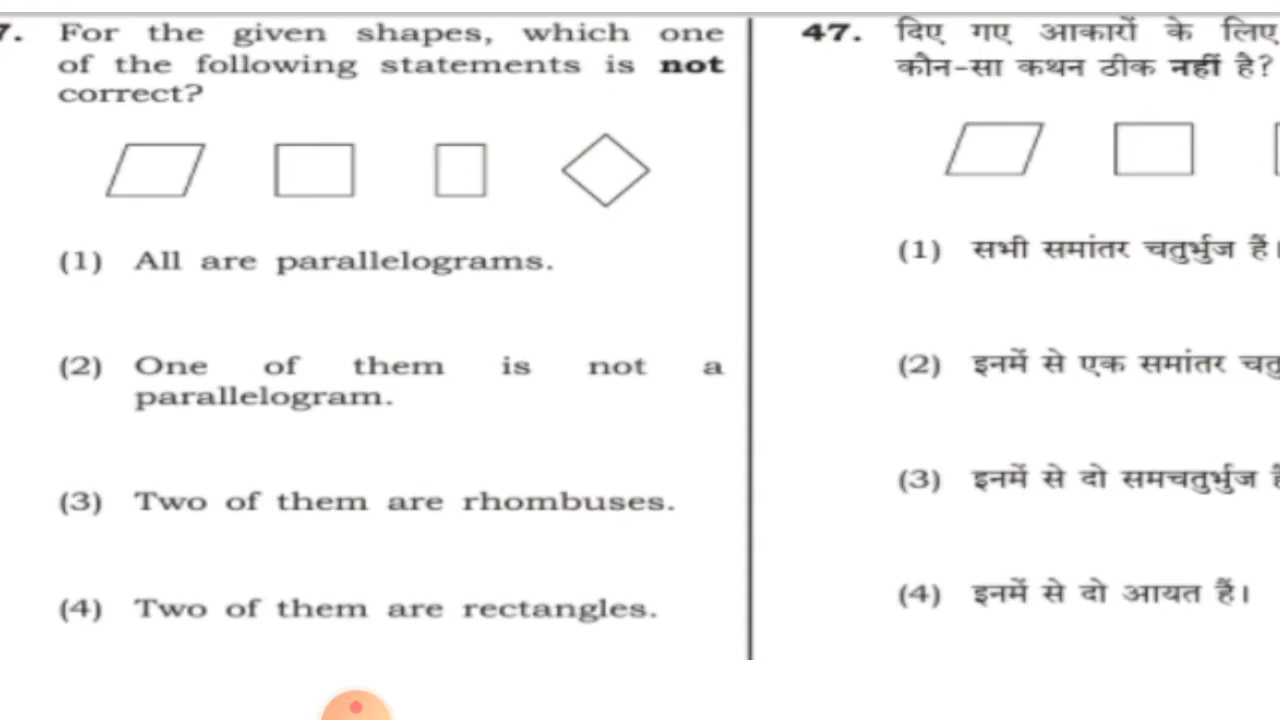 7. For the given shapes, which one
of the following statements is not
correct?
(1) All are parallelograms.
(2) One of them is not a
parallelogram.
(3) Two of them are rhombuses.
(4) Two of them are rectangles.
47. दिए गए आकारों के लिए
कौन-सा कथन ठीक नहीं है?
(1) सभी समांतर चतुर्भुज हैं।
(2) इनमें से एक समांतर
(3) इनमें से दो समचतुर्भुज
(4) इनमें से दो आयत हैं।